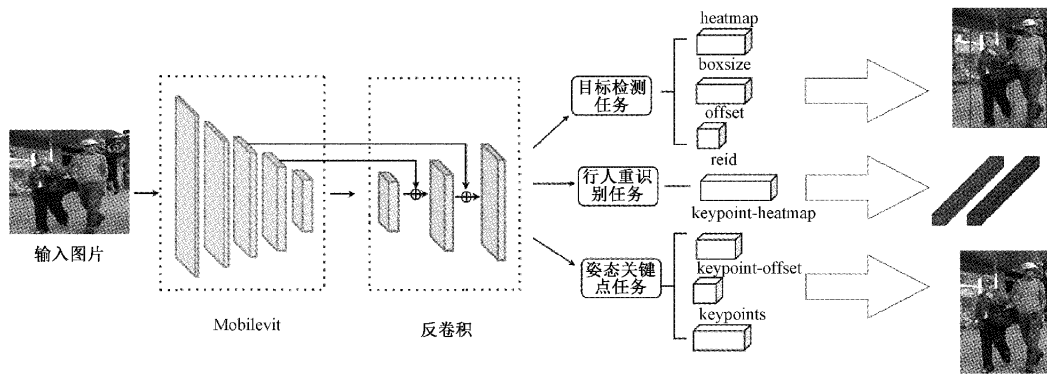 heatmap
boxsize
目标检测
任务
offset
reid
行人重识
别任务
keypoint-heatmap
姿态关键
点任务
keypoint-offset
keypoints
输入图片
Mobilevit
反卷积